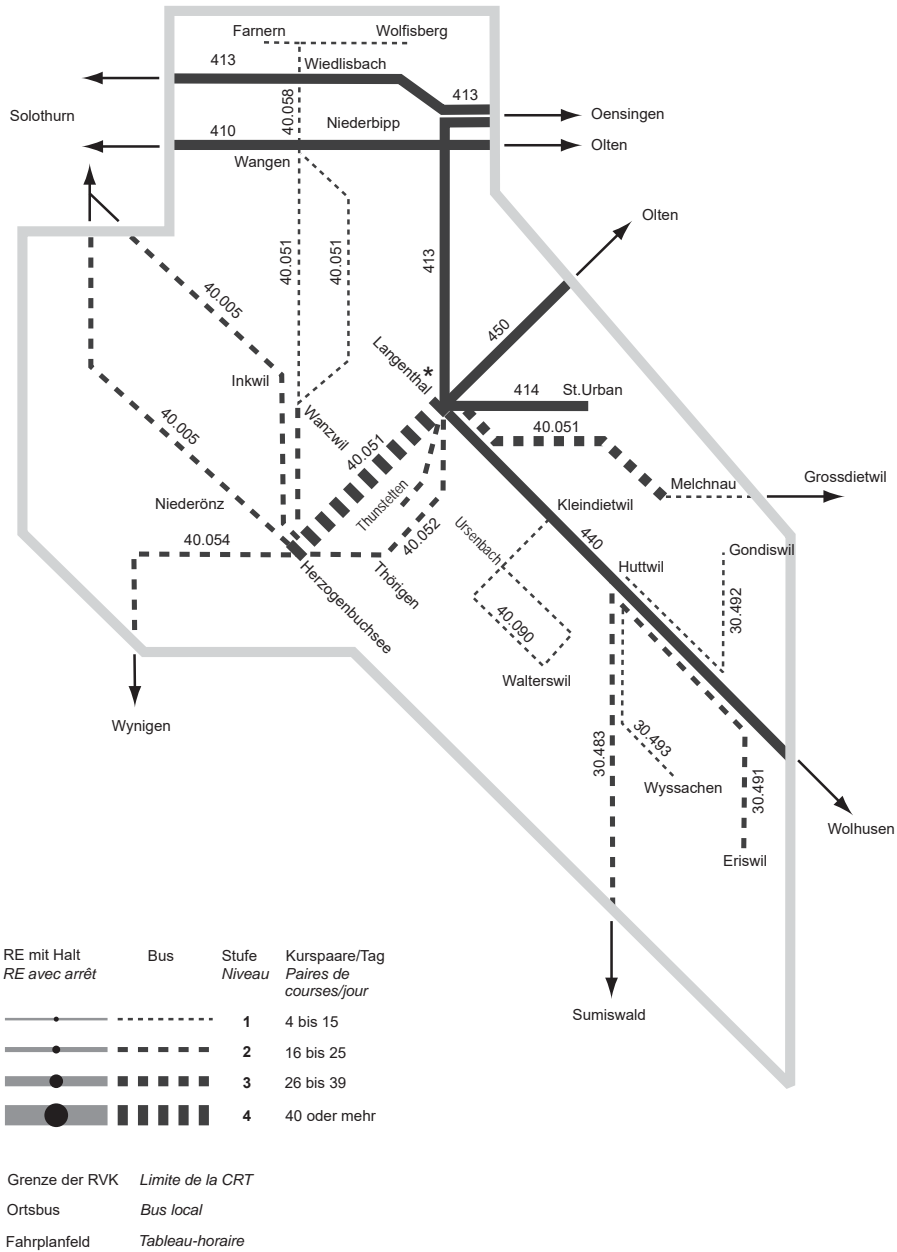 Farnern
Wolfisberg
413
Wiedlisbach
413
Solothurn
40.058
Oensingen
410
Niederbipp
Olten
Wangen
Olten
40.051
40.051
413
40.005
450
Langenthal
*
Inkwil
414
St.Urban
40.005
Wanzwil
40.051
40.051
Melchnau
Grossdietwil
Niederönz
Thunstetten
Kleindietwil
Ursenbach
40.054
40.052
440
Gondiswil
Thörigen
Huttwil
Herzogenbuchsee
30.492
40.090
Walterswil
Wynigen
30.483
30.493
Wyssachen
30.491
Wolhusen
Eriswil
RE mit Halt
RE avec arrêt
Bus
Stufe
Niveau
Kurspaare/Tag
Paires de
courses/jour
1
4 bis 15
2
16 bis 25
3
26 bis 39
4
40 oder mehr
Sumiswald
Grenze der RVK
Limite de la CRT
Ortsbus
Bus local
Fahrplanfeld
Tableau-horaire